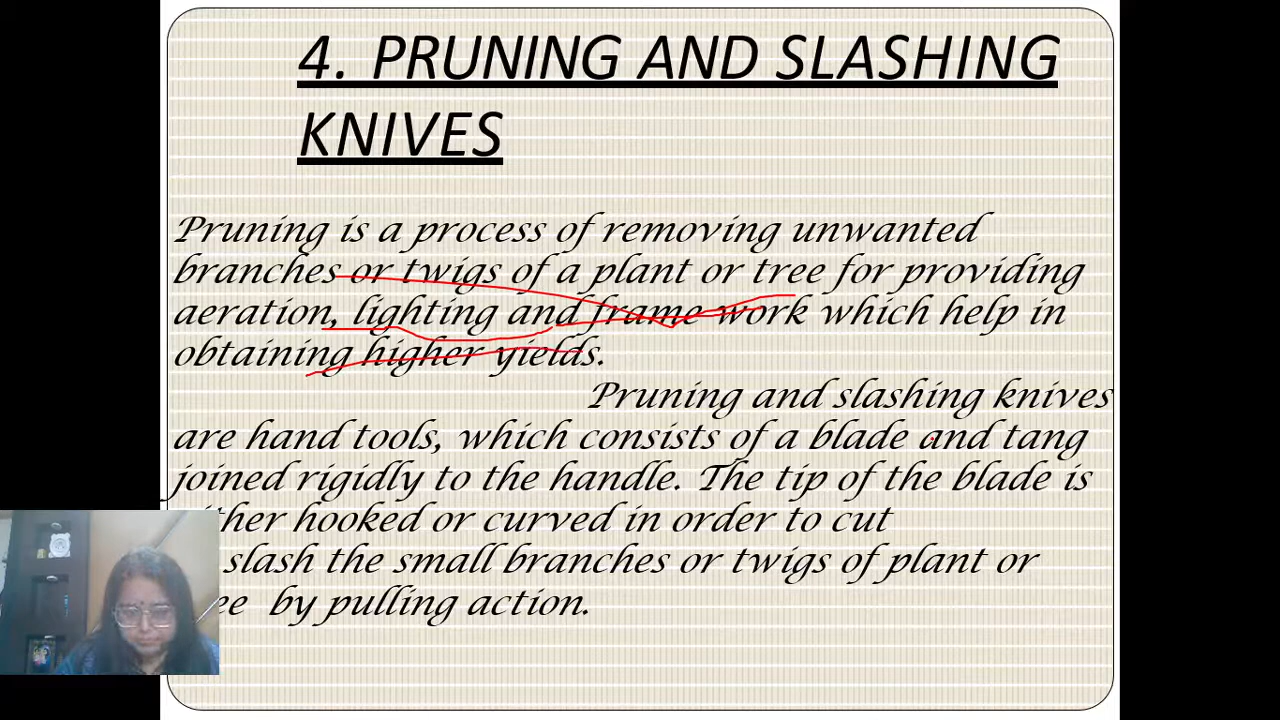 4. PRUNING AND SLASHING
KNIVES
Pruning is a process of removing unwanted
branches or twigs of a plant or tree for providing
aeration, lighting and frame work which help in
obtaining higher yields.
Pruning and slashing knives
are hand tools, which consists of a blade and tang
joined rigidly to the handle. The tip of the blade is
hooked or curved in order to cut
slash the small branches or twigs of plant or
by pulling action.